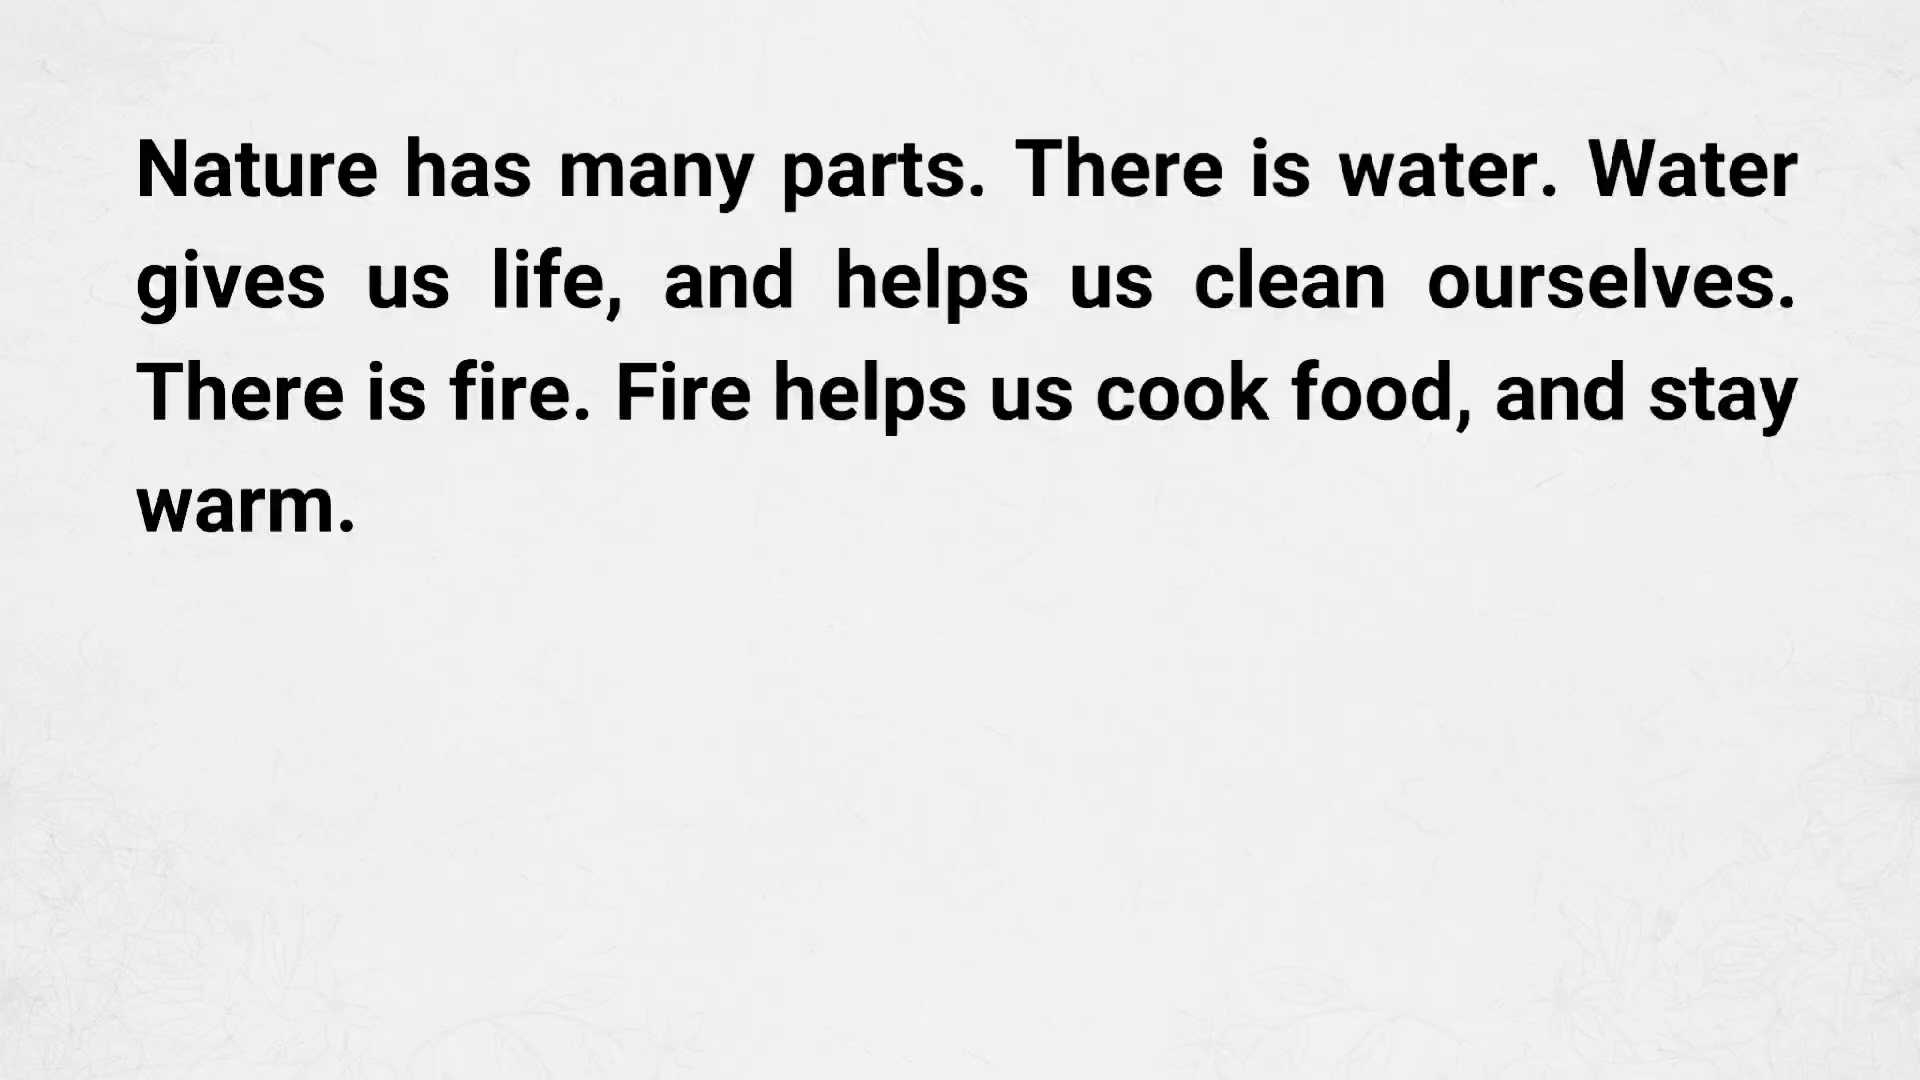 Nature has many parts. There is water. Water
gives us life, and helps us clean ourselves.
There is fire. Fire helps us cook food, and stay
warm.